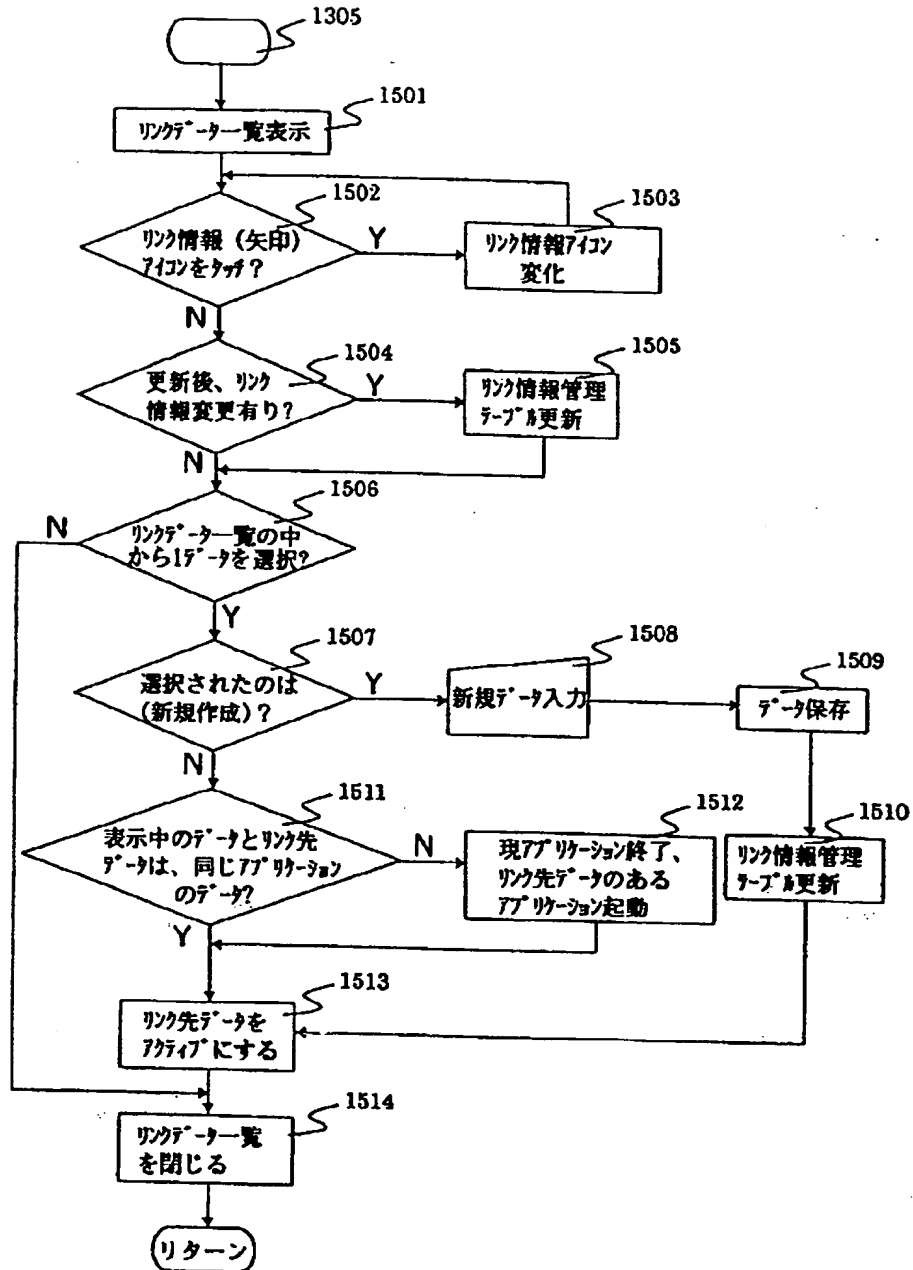 1305
1501
リンクデータ一覧表示
1502
リンク情報（矢印）
アイコンをタッチ？
Y
N
1503
リンク情報アイコン
変化
1504
更新後、リンク
情報変更有り？
Y
N
1505
リンク情報管理
テーブル更新
1506
リンクデータ一覧の中
から1データを選択？
N
Y
1507
選択されたのは
（新規作成）？
Y
N
1508
新規データ入力
1509
データ保存
1510
リンク情報管理
テーブル更新
1511
表示中のデータとリンク先
データは、同じアプリケーション
のデータ？
N
Y
1512
現アプリケーション終了、
リンク先データのある
アプリケーション起動
1513
リンク先データを
アクティブにする
1514
リンクデータ一覧
を閉じる
リターン